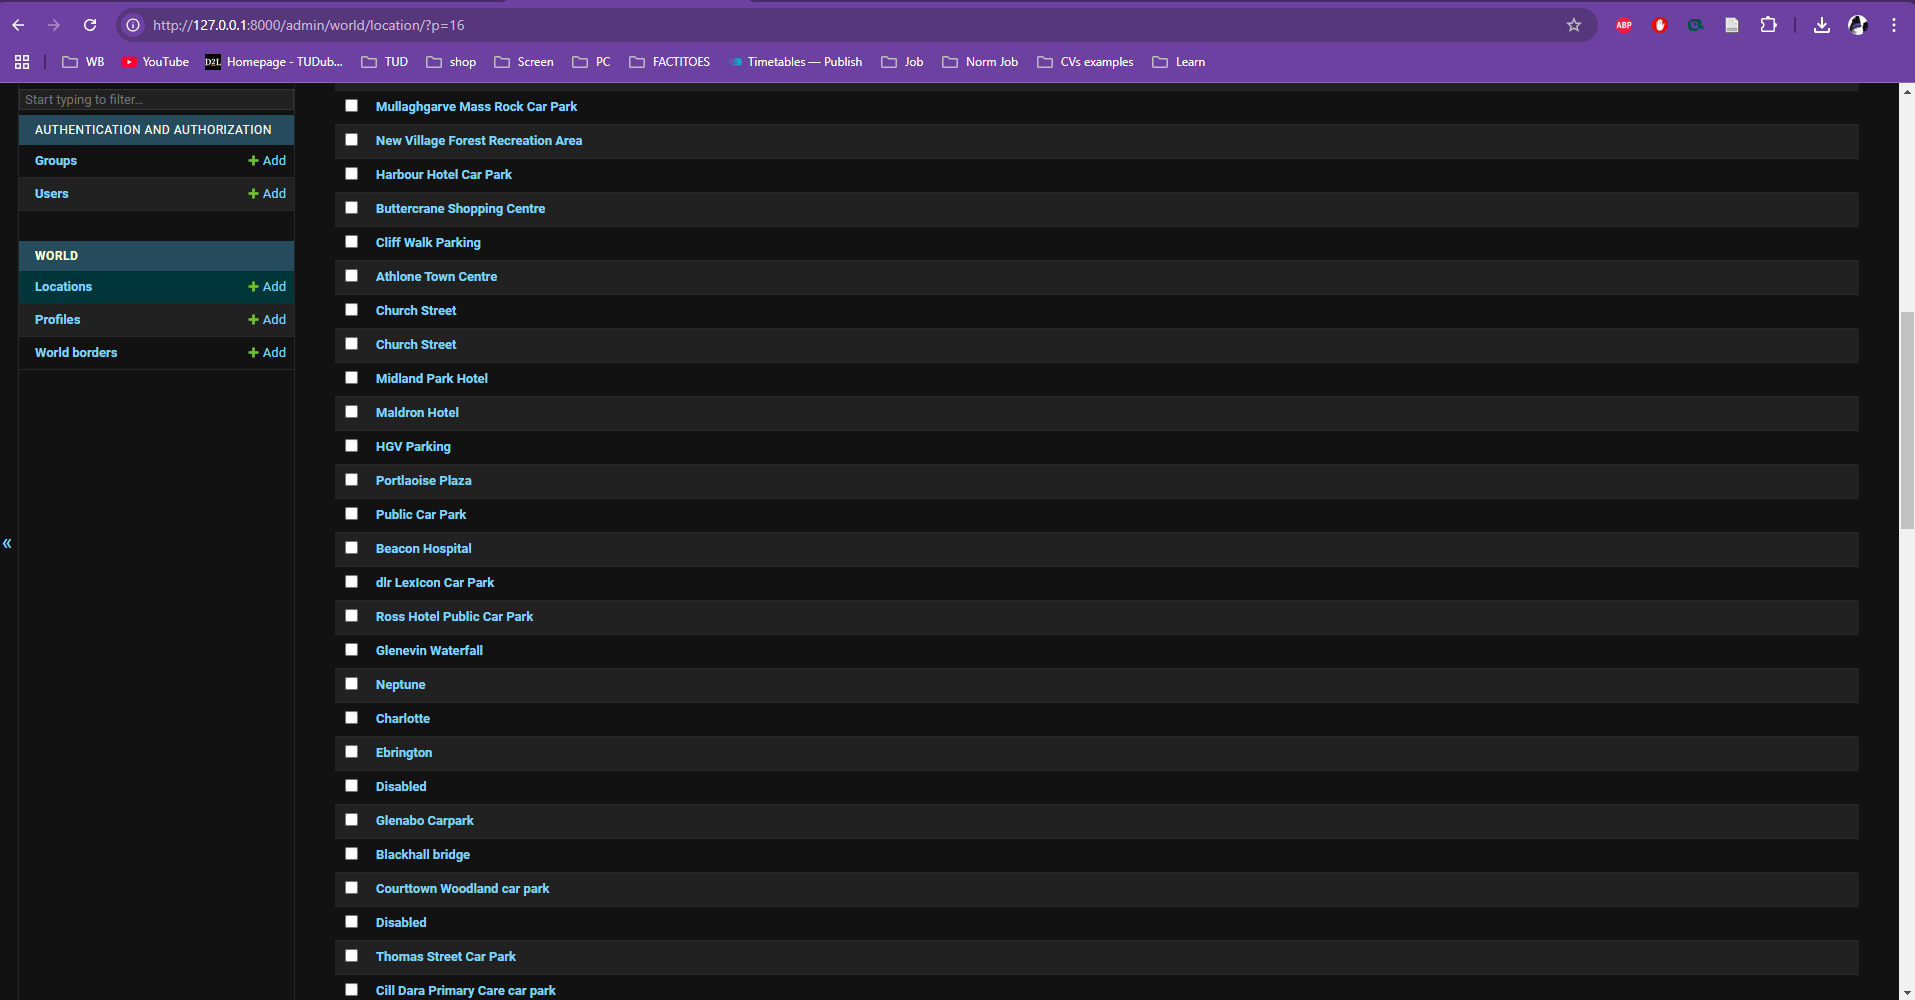 http://127.0.0.1:8000/admin/world/location/?p=16
ABP
WB
YouTube
D2L
Homepage - TUDub...
TUD
shop
Screen
PC
FACTITOES
Timetables — Publish
Job
Norm Job
CVs examples
Learn
Start typing to filter...
AUTHENTICATION AND AUTHORIZATION
Groups + Add
Users + Add
WORLD
Locations + Add
Profiles + Add
World borders + Add
«
Mullaghgarve Mass Rock Car Park
New Village Forest Recreation Area
Harbour Hotel Car Park
Buttercrane Shopping Centre
Cliff Walk Parking
Athlone Town Centre
Church Street
Church Street
Midland Park Hotel
Maldron Hotel
HGV Parking
Portlaoise Plaza
Public Car Park
Beacon Hospital
dlr LexIcon Car Park
Ross Hotel Public Car Park
Glenevin Waterfall
Neptune
Charlotte
Ebrington
Disabled
Glenabo Carpark
Blackhall bridge
Courttown Woodland car park
Disabled
Thomas Street Car Park
Cill Dara Primary Care car park